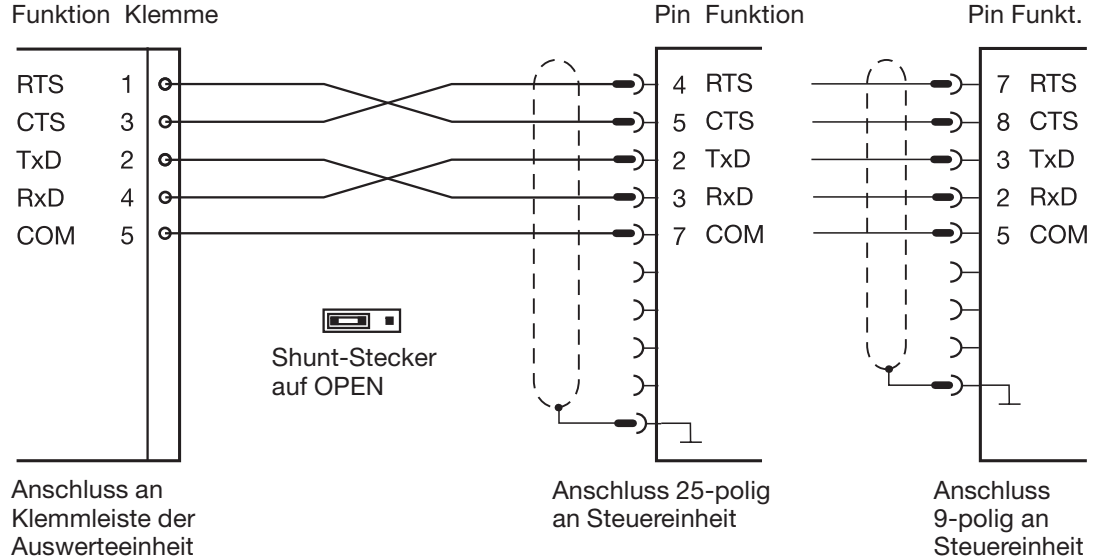 Funktion Klemme
Pin Funktion
Pin Funkt.
RTS 1
4 RTS
7 RTS
CTS 3
5 CTS
8 CTS
TxD 2
2 TxD
3 TxD
RxD 4
3 RxD
2 RxD
COM 5
7 COM
5 COM
Shunt-Stecker
auf OPEN
Anschluss an
Klemmleiste der
Auswerteeinheit
Anschluss 25-polig
an Steuereinheit
Anschluss
9-polig an
Steuereinheit